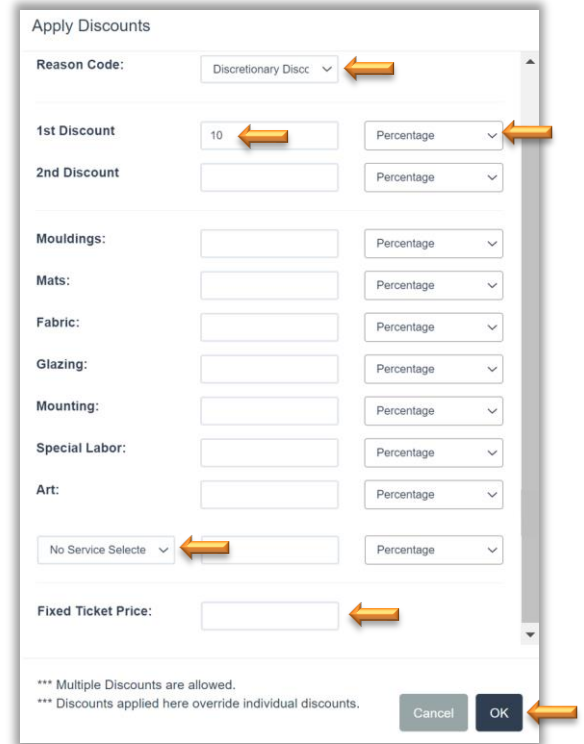 Apply Discounts
Reason Code: Discretionary Disc
1st Discount 10 Percentage
2nd Discount Percentage
Mouldings: Percentage
Mats: Percentage
Fabric: Percentage
Glazing: Percentage
Mounting: Percentage
Special Labor: Percentage
Art: Percentage
No Service Selecte Percentage
Fixed Ticket Price:
*** Multiple Discounts are allowed.
*** Discounts applied here override individual discounts.
Cancel OK